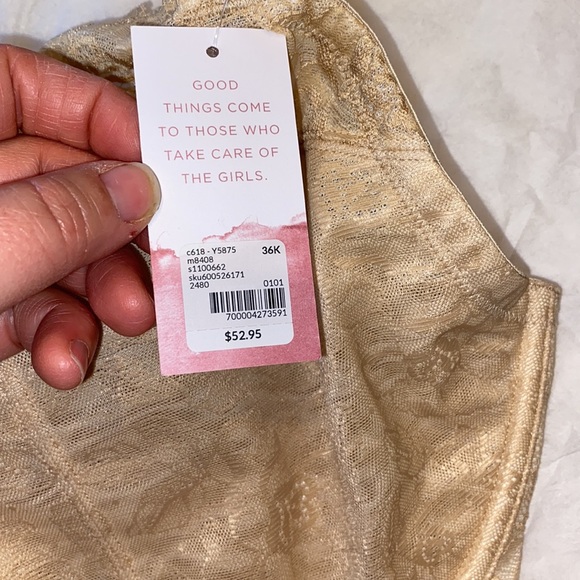 GOOD
THINGS COME
TO THOSE WHO
TAKE CARE OF
THE GIRLS.
c618 - Y5875 36K
m8408
s1100662
sku600526171
2480 0101
700004273591
$52.95